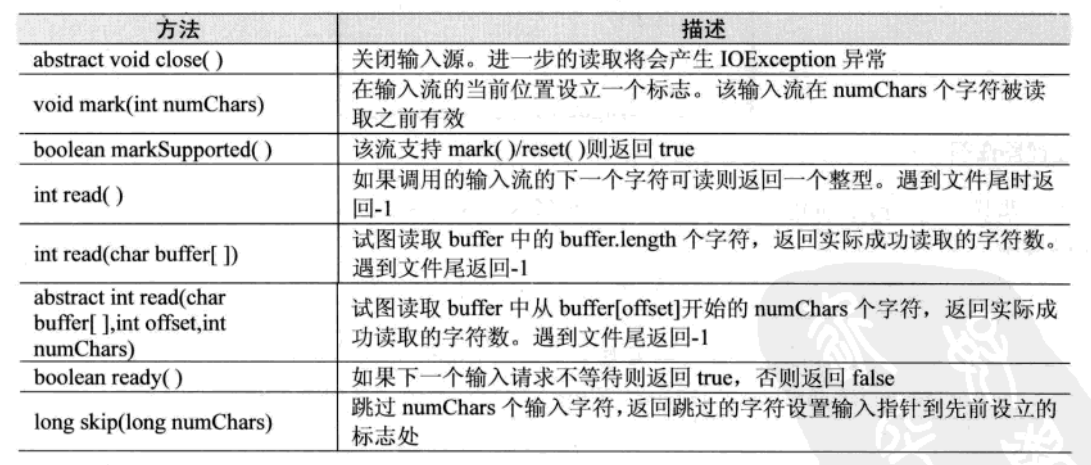 方法 描述
abstract void close( ) 关闭输入源。进一步的读取将会产生 IOException 异常
void mark(int numChars) 在输入流的当前位置设立一个标志。该输入流在 numChars 个字符被读
取之前有效
boolean markSupported( ) 该流支持 mark( )/reset( )则返回 true
int read( ) 如果调用的输入流的下一个字符可读则返回一个整型。遇到文件尾时返
回-1
int read(char buffer[ ]) 试图读取 buffer 中的 buffer.length 个字符，返回实际成功读取的字符数。
遇到文件尾返回-1
abstract int read(char
buffer[ ],int offset,int
numChars)
试图读取 buffer 中从 buffer[offset]开始的 numChars 个字符，返回实际成
功读取的字符数。遇到文件尾返回-1
boolean ready( ) 如果下一个输入请求不等待则返回 true，否则返回 false
long skip(long numChars) 跳过 numChars 个输入字符，返回跳过的字符设置输入指针到先前设立的
标志处